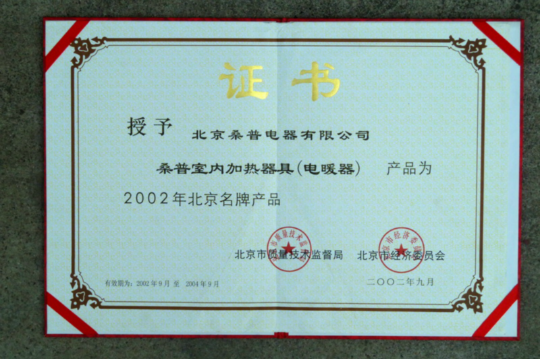 证书
授予 北京桑普电器有限公司
桑普室内加热器具(电暖器) 产品为
2002年北京名牌产品
北京市质量技术监督局 北京市经济委员会
有效限为: 2002年9月 至 2004年9月 二〇〇二年九月